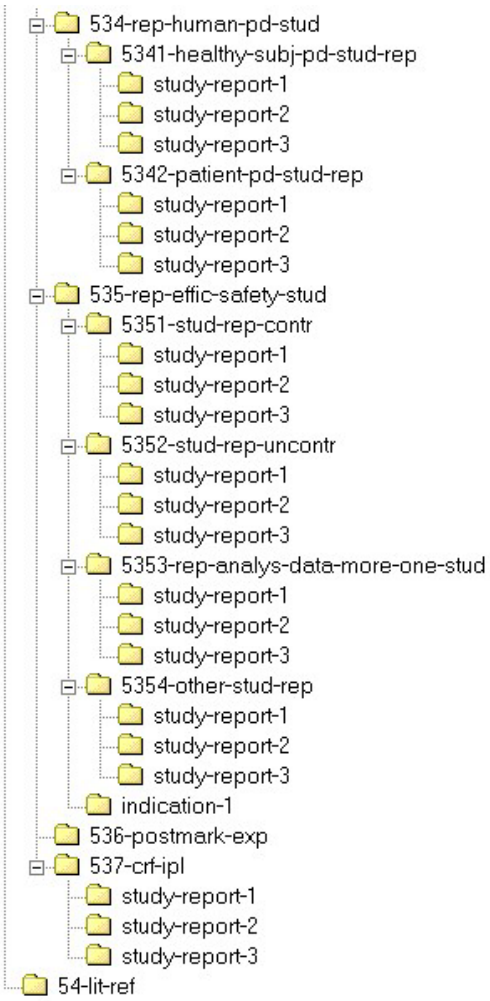 534-rep-human-pd-stud
5341-healthy-subj-pd-stud-rep
study-report-1
study-report-2
study-report-3
5342-patient-pd-stud-rep
study-report-1
study-report-2
study-report-3
535-rep-effic-safety-stud
5351-stud-rep-contr
study-report-1
study-report-2
study-report-3
5352-stud-rep-uncontr
study-report-1
study-report-2
study-report-3
5353-rep-analys-data-more-one-stud
study-report-1
study-report-2
study-report-3
5354-other-stud-rep
study-report-1
study-report-2
study-report-3
indication-1
536-postmark-exp
537-crf-ipl
study-report-1
study-report-2
study-report-3
54-lit-ref